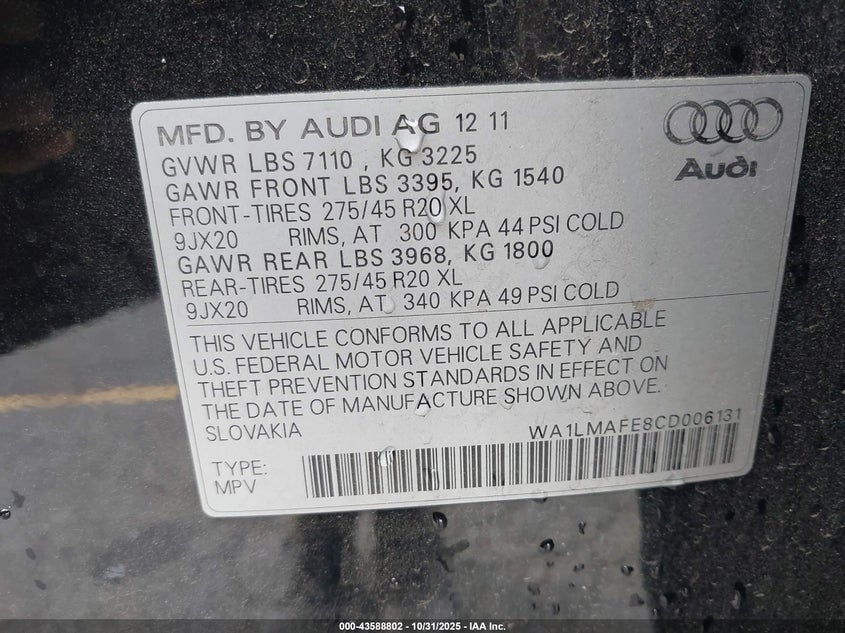 MFD. BY AUDI AG 12 11
GVWR LBS 7110 , KG 3225
GAWR FRONT LBS 3395, KG 1540
FRONT-TIRES 275/45 R20 XL
9JX20 RIMS, AT 300 KPA 44 PSI COLD
GAWR REAR LBS 3968, KG 1800
REAR-TIRES 275/45 R20 XL
9JX20 RIMS, AT 340 KPA 49 PSI COLD
Audi
THIS VEHICLE CONFORMS TO ALL APPLICABLE
U.S. FEDERAL MOTOR VEHICLE SAFETY AND
THEFT PREVENTION STANDARDS IN EFFECT ON
THE DATE OF MANUFACTURE SHOWN ABOVE.
SLOVAKIA WA1LMAFE8CD006131
TYPE:
MPV
000-43588802 - 10/31/2025 - IAA Inc.